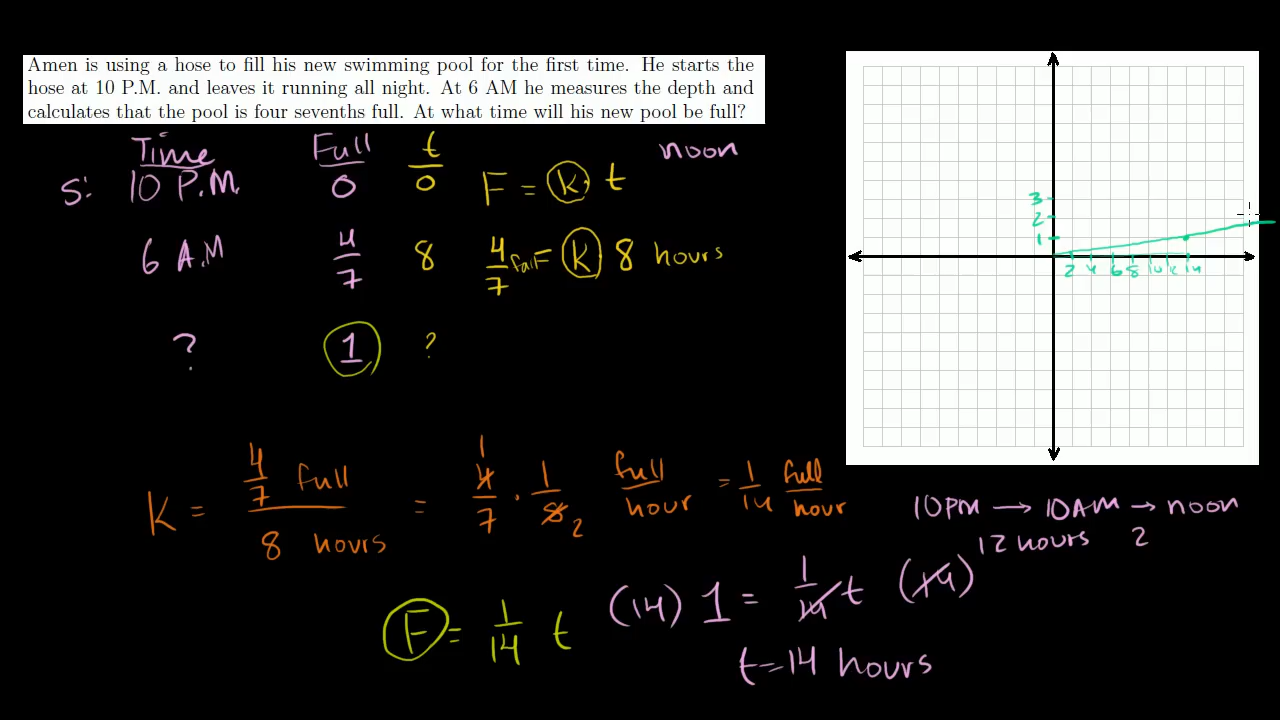 Amen is using a hose to fill his new swimming pool for the first time. He starts the
hose at 10 P.M. and leaves it running all night. At 6 AM he measures the depth and
calculates that the pool is four sevenths full. At what time will his new pool be full?
Time Full t noon
S: 10 P.M. 0 0 F = k · t
6 A.M 4/7 8 4/7 full = k 8 hours
? 1 ?
3
2
1
2 4 6 8 10 12 14
K = 4/7 full / 8 hours = 4/7 1 · 1/8 2 full/hour = 1/14 full/hour
10PM → 10AM → noon
12 hours 2
F = 1/14 t (14) 1 = 1/14 t (14)
t = 14 hours